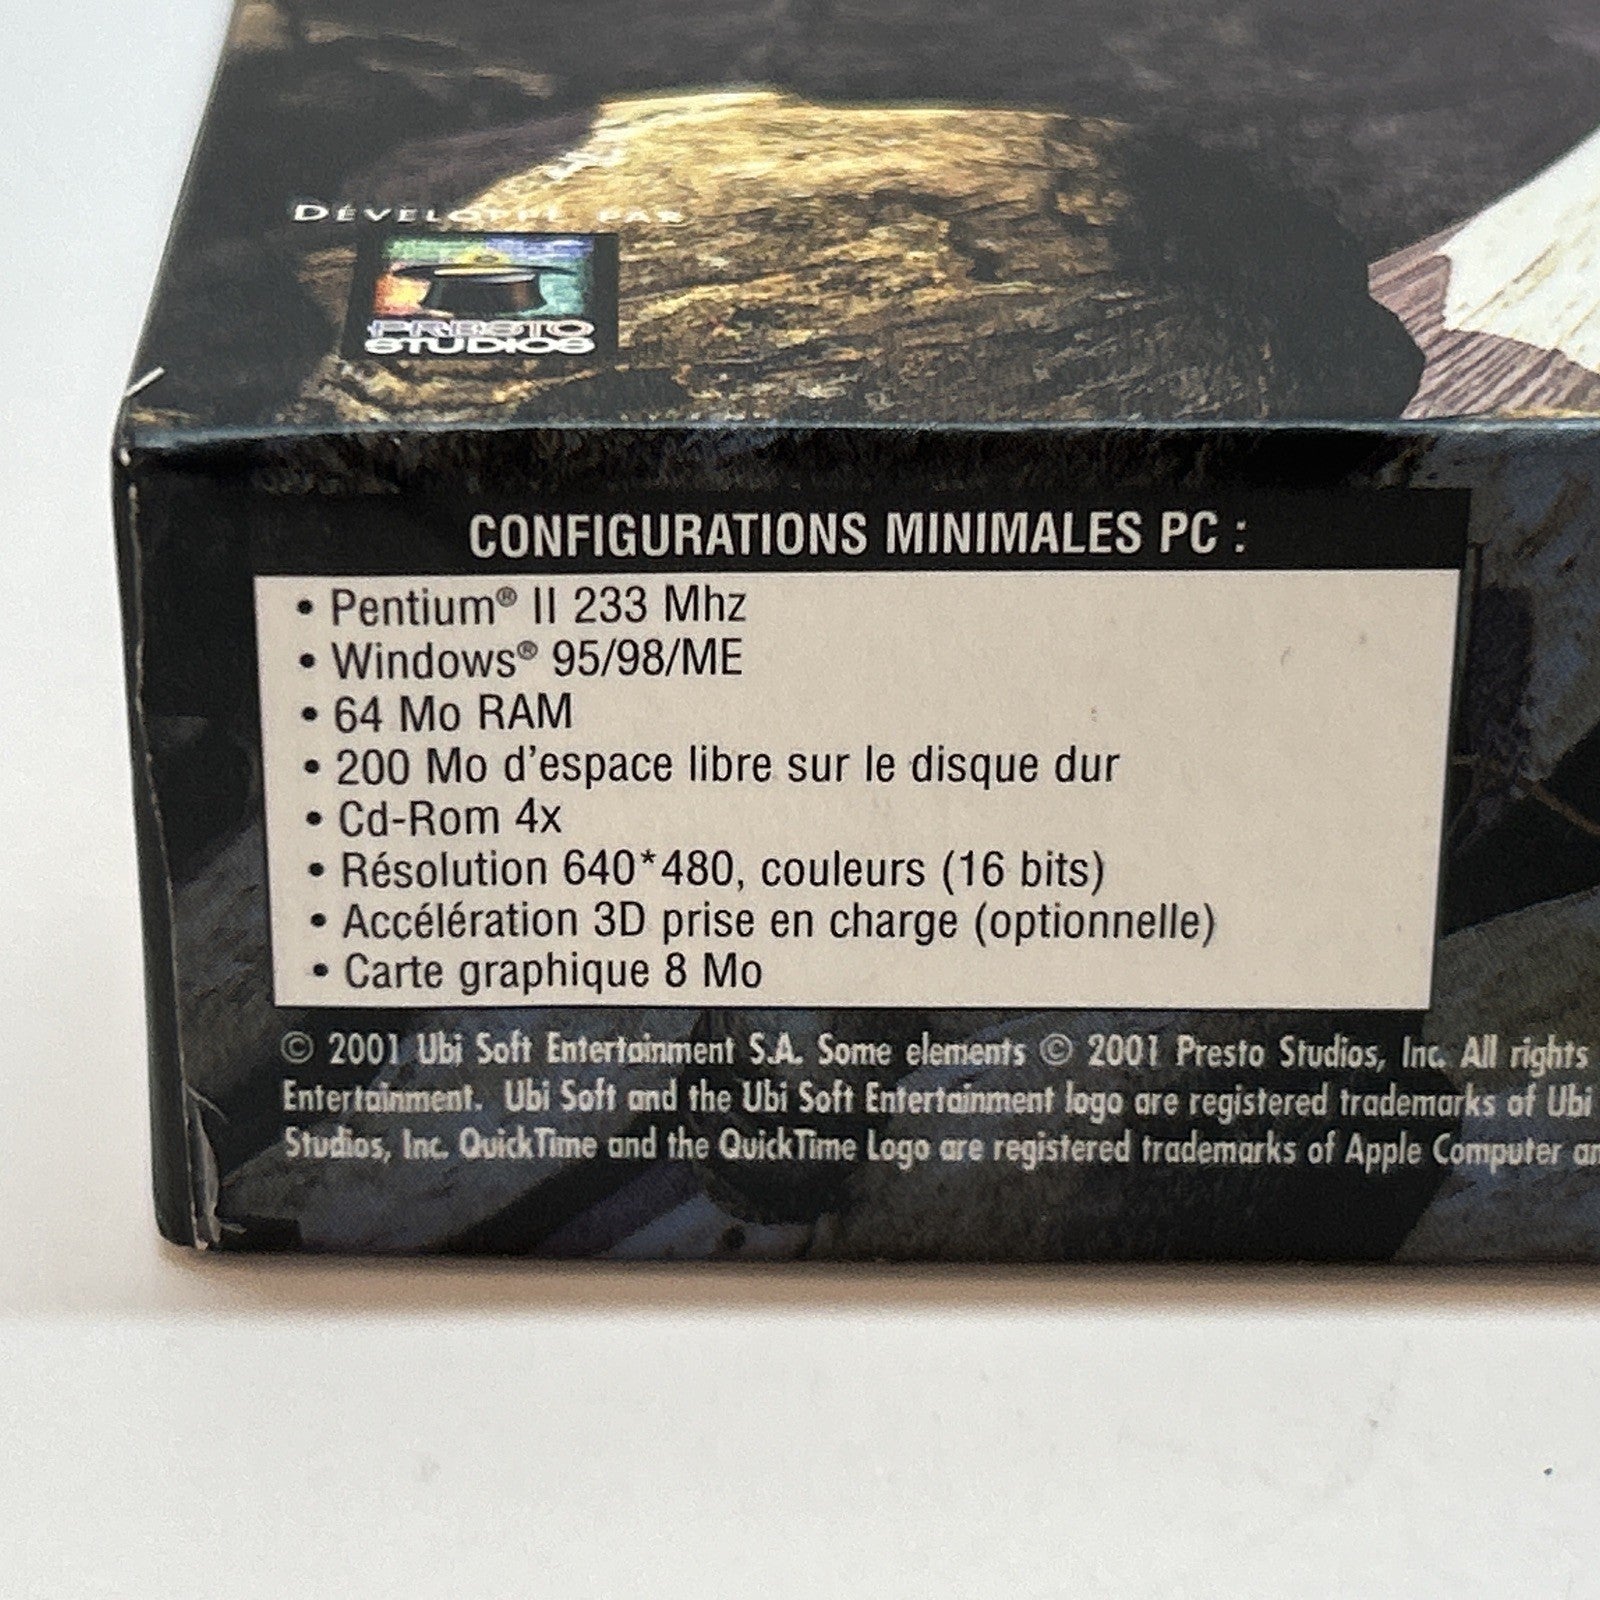 DÉVELOPPÉ PAR
PRESTO
STUDIOS
CONFIGURATIONS MINIMALES PC :
• Pentium® II 233 Mhz
• Windows® 95/98/ME
• 64 Mo RAM
• 200 Mo d'espace libre sur le disque dur
• Cd-Rom 4x
• Résolution 640*480, couleurs (16 bits)
• Accélération 3D prise en charge (optionnelle)
• Carte graphique 8 Mo
© 2001 Ubi Soft Entertainment S.A. Some elements © 2001 Presto Studios, Inc. All rights
Entertainment. Ubi Soft and the Ubi Soft Entertainment logo are registered trademarks of Ubi
Studios, Inc. QuickTime and the QuickTime Logo are registered trademarks of Apple Computer an